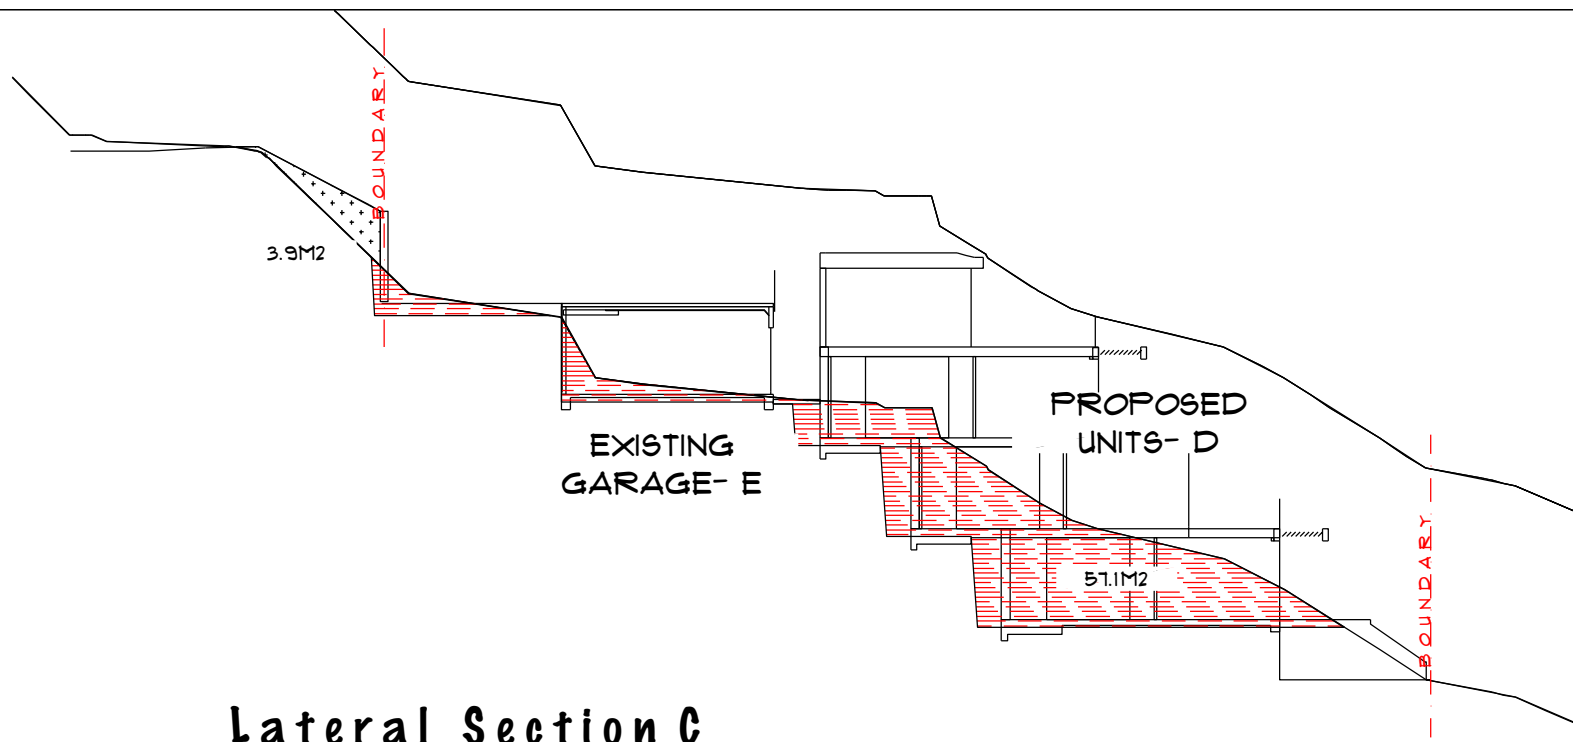 BOUNDARY
3.9M2
EXISTING
GARAGE- E
PROPOSED
UNITS- D
57.1M2
BOUNDARY
Lateral Section C